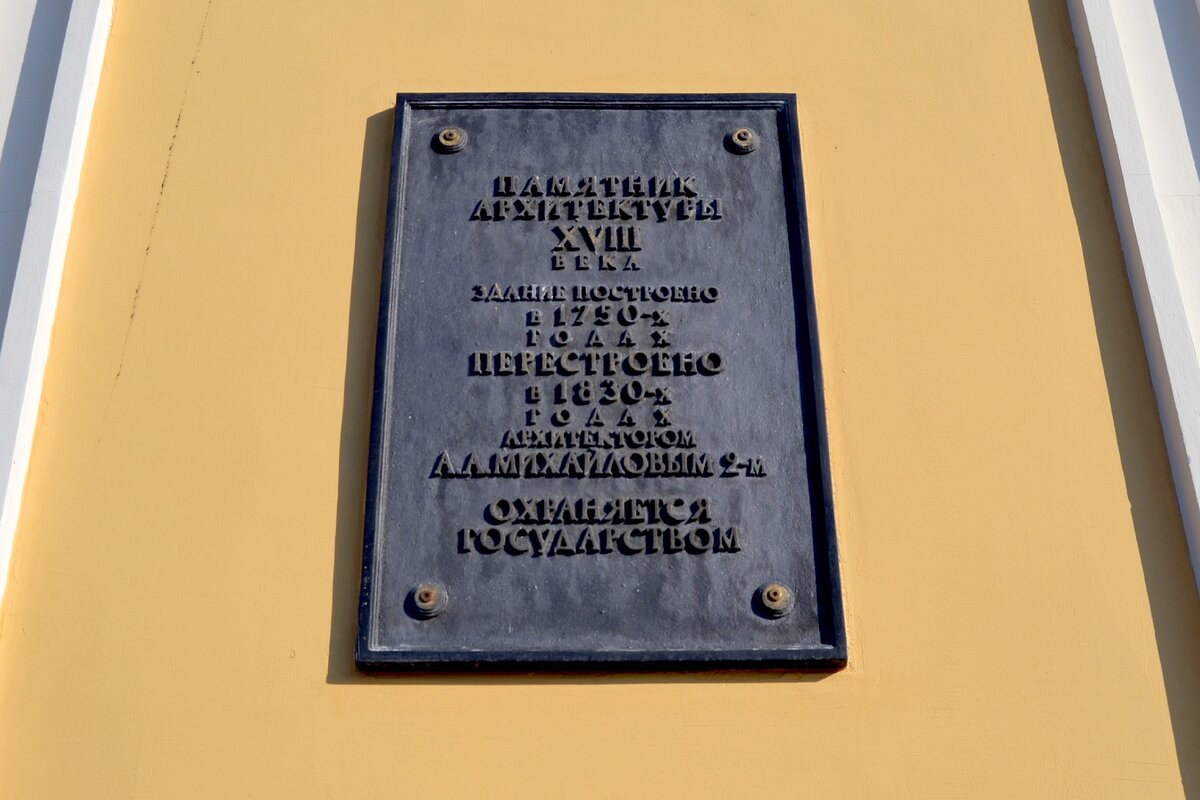 ПАМЯТНИК
АРХИТЕКТУРЫ
XVIII
ВЕКА
ЗДАНИЕ ПОСТРОЕНО
В 1750-Х
ГОДАХ
ПЕРЕСТРОЕНО
В 1830-Х
ГОДАХ
АРХИТЕКТОРОМ
А.А.МИХАЙЛОВЫМ 2-М
ОХРАНЯЕТСЯ
ГОСУДАРСТВОМ